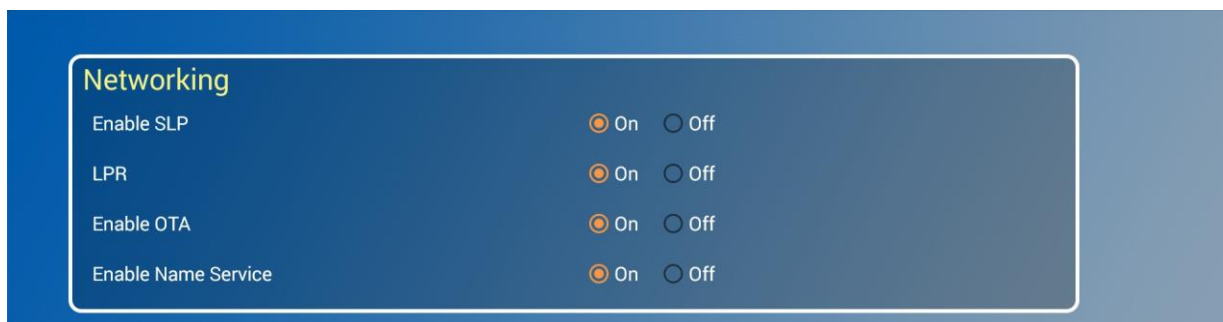 Networking
Enable SLP On Off
LPR On Off
Enable OTA On Off
Enable Name Service On Off